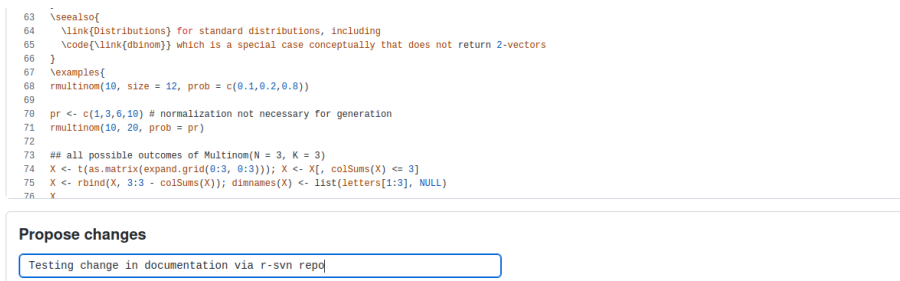 63 \seealso{
64 \link{Distributions} for standard distributions, including
65 \code{\link{dbinom}} which is a special case conceptually that does not return 2-vectors
66 }
67 \examples{
68 rmultinom(10, size = 12, prob = c(0.1,0.2,0.8))
69
70 pr <- c(1,3,6,10) # normalization not necessary for generation
71 rmultinom(10, 20, prob = pr)
72
73 ## all possible outcomes of Multinom(N = 3, K = 3)
74 X <- t(as.matrix(expand.grid(0:3, 0:3))); X <- X[, colSums(X) <= 3]
75 X <- rbind(X, 3:3 - colSums(X)); dimnames(X) <- list(letters[1:3], NULL)
76 X
Propose changes
Testing change in documentation via r-svn repo